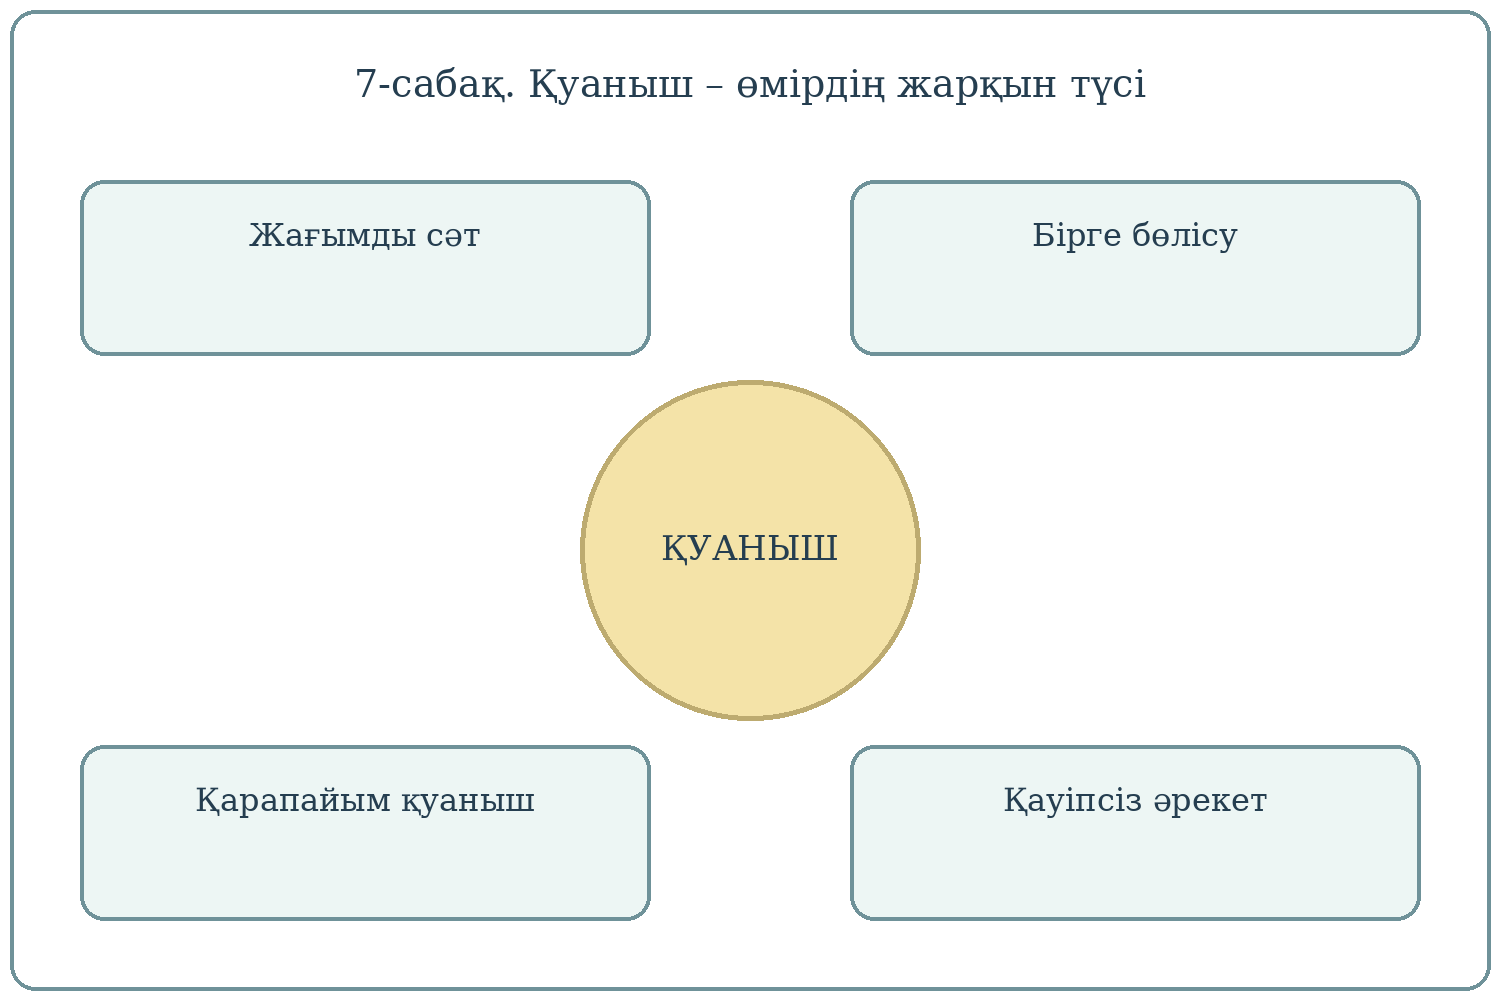 7-сабақ. Қуаныш – өмірдің жарқын түсі
Жағымды сәт
Бірге бөлісу
ҚУАНЫШ
Қарапайым қуаныш
Қауіпсіз әрекет